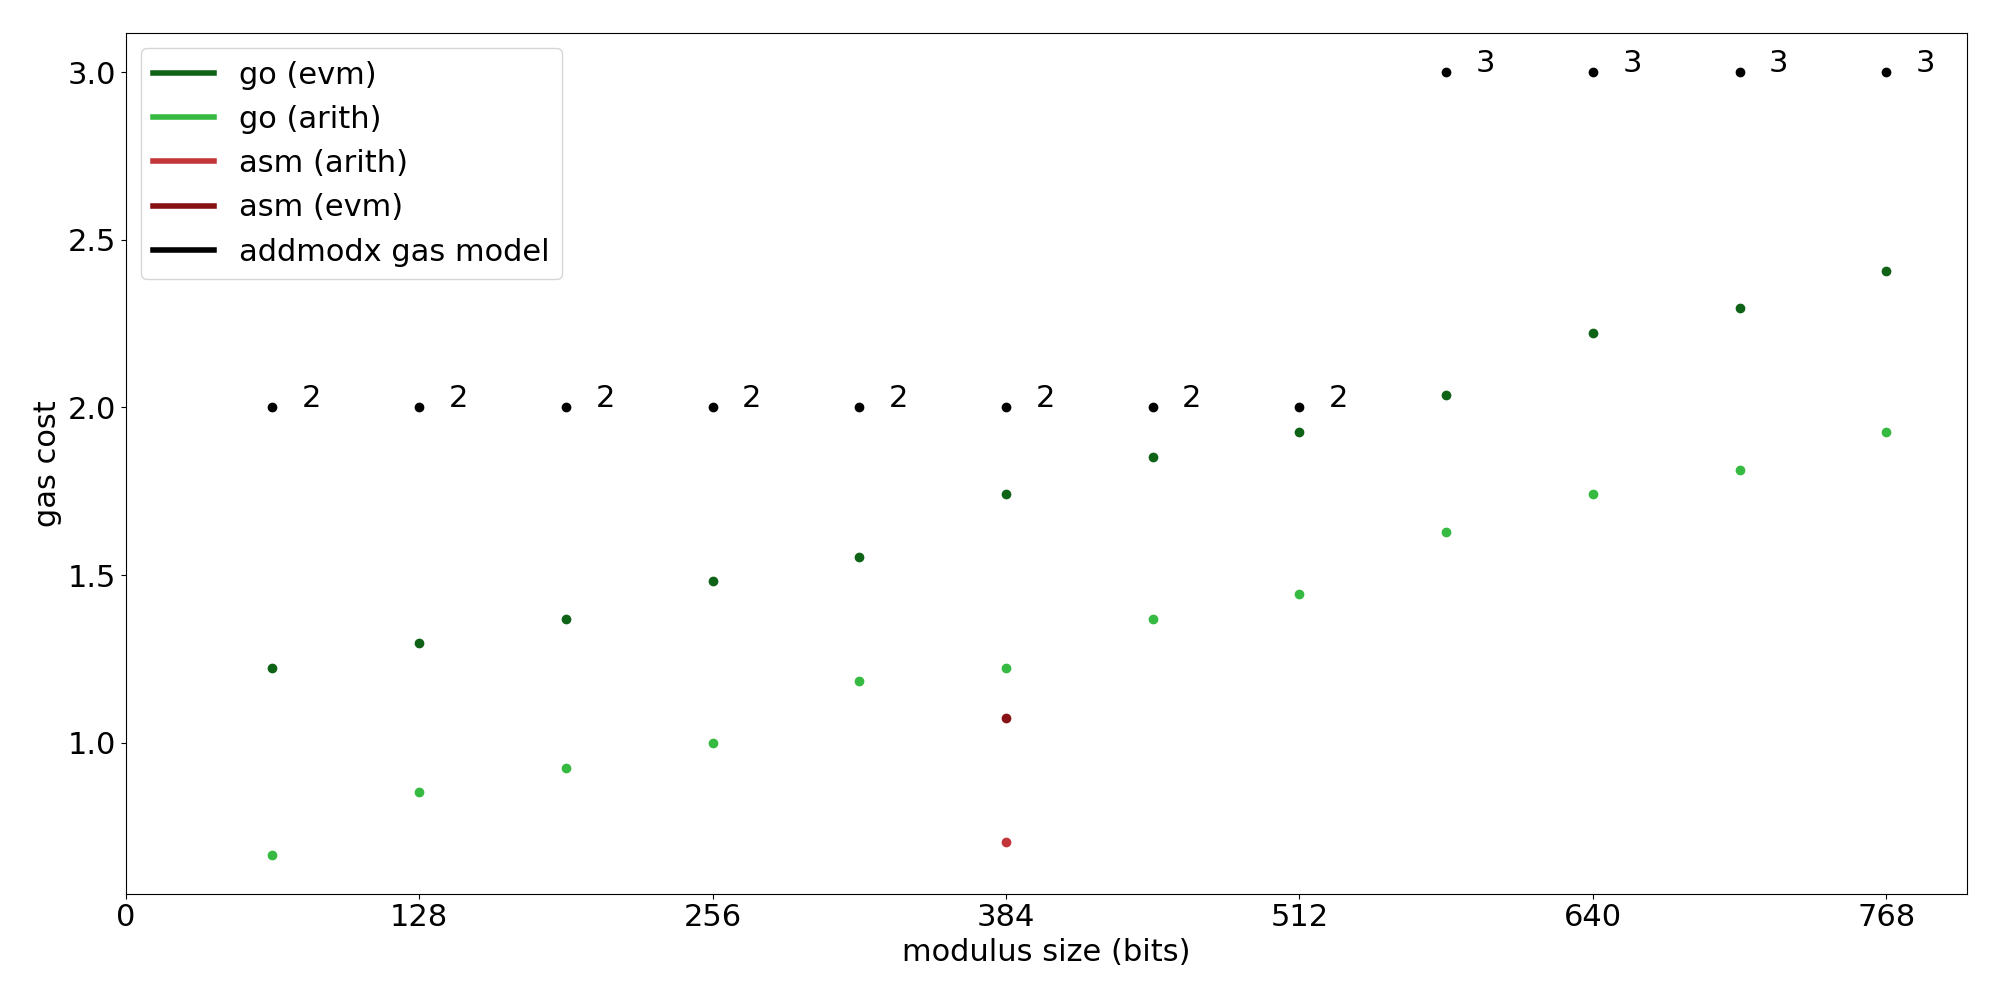 go (evm)
go (arith)
asm (arith)
asm (evm)
addmodx gas model
3 3 3 3
2 2 2 2 2 2 2 2
3.0
2.5
2.0
1.5
1.0
gas cost
0 128 256 384 512 640 768
modulus size (bits)